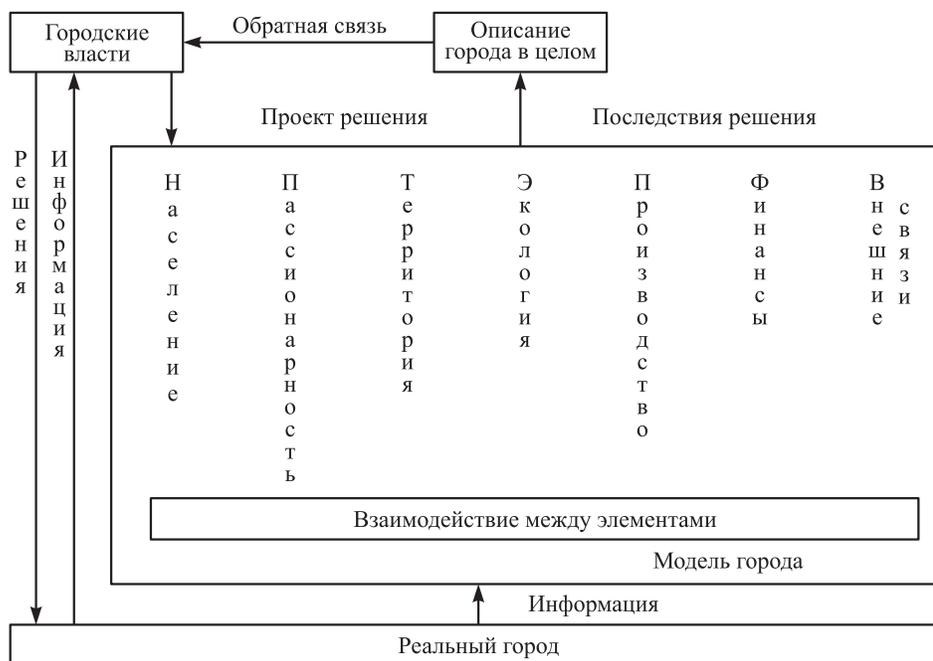 Городские
власти
Обратная связь
Описание
города в целом
Проект решения
Последствия решения
Решения
Информация
Население
Пассионарность
Территория
Экология
Производство
Финансы
Внешние
связи
Взаимодействие между элементами
Модель города
Информация
Реальный город